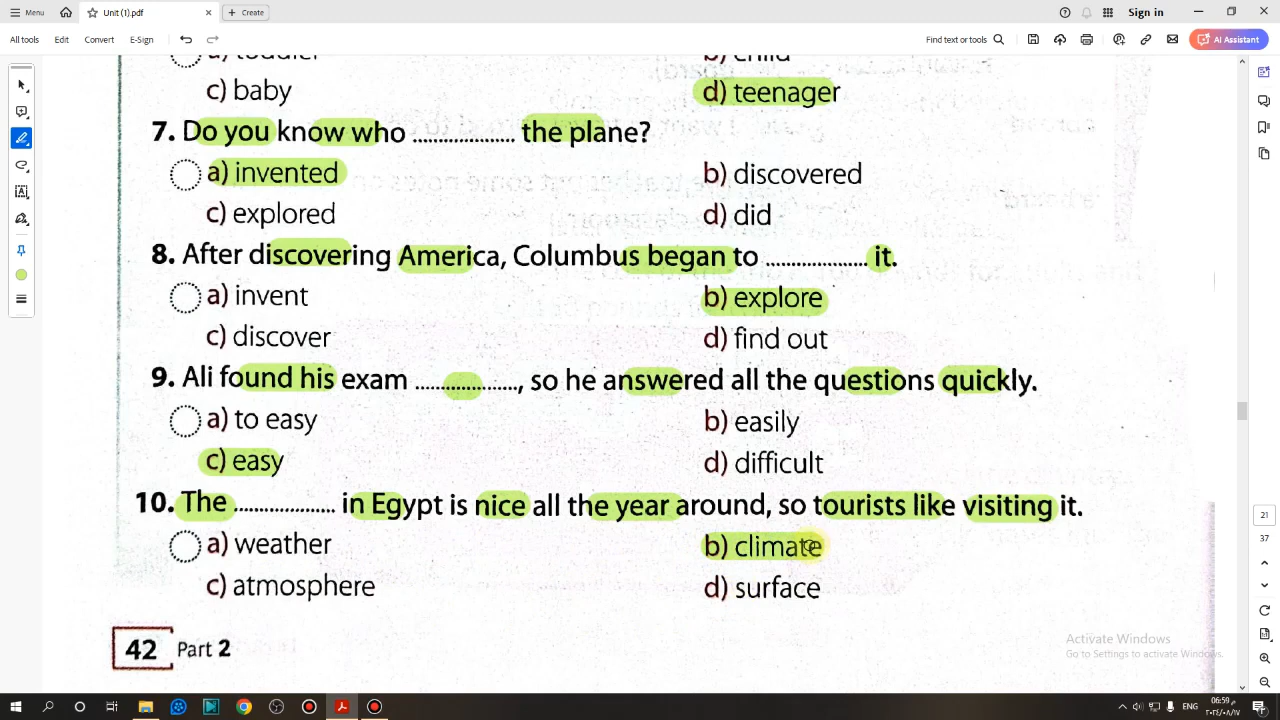 Menu
Unit (1).pdf
Create
Sign in
All tools
Edit
Convert
E-Sign
Find text or tools
AI Assistant
a) toddler
b) child
c) baby
d) teenager
7. Do you know who .................... the plane?
a) invented
b) discovered
c) explored
d) did
8. After discovering America, Columbus began to .................... it.
a) invent
b) explore
c) discover
d) find out
9. Ali found his exam ...................., so he answered all the questions quickly.
a) to easy
b) easily
c) easy
d) difficult
10. The .................... in Egypt is nice all the year around, so tourists like visiting it.
a) weather
b) climate
c) atmosphere
d) surface
42 Part 2
21
37
Activate Windows
Go to Settings to activate Windows.
ENG
06:59 م